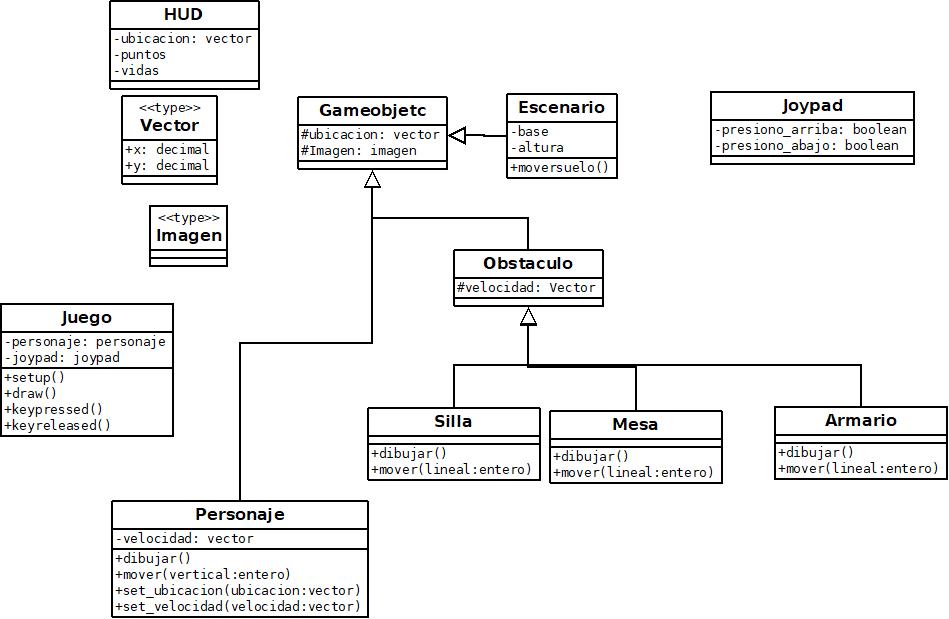 HUD
-ubicacion: vector
-puntos
-vidas
<<type>>
Vector
+x: decimal
+y: decimal
Gameobjetc
#ubicacion: vector
#Imagen: imagen
Escenario
-base
-altura
+moversuelo()
Joypad
-presiono_arriba: boolean
-presiono_abajo: boolean
<<type>>
Imagen
Obstaculo
#velocidad: Vector
Juego
-personaje: personaje
-joypad: joypad
+setup()
+draw()
+keypressed()
+keyreleased()
Silla
+dibujar()
+mover(lineal:entero)
Mesa
+dibujar()
+mover(lineal:entero)
Armario
+dibujar()
+mover(lineal:entero)
Personaje
-velocidad: vector
+dibujar()
+mover(vertical:entero)
+set_ubicacion(ubicacion:vector)
+set_velocidad(velocidad:vector)